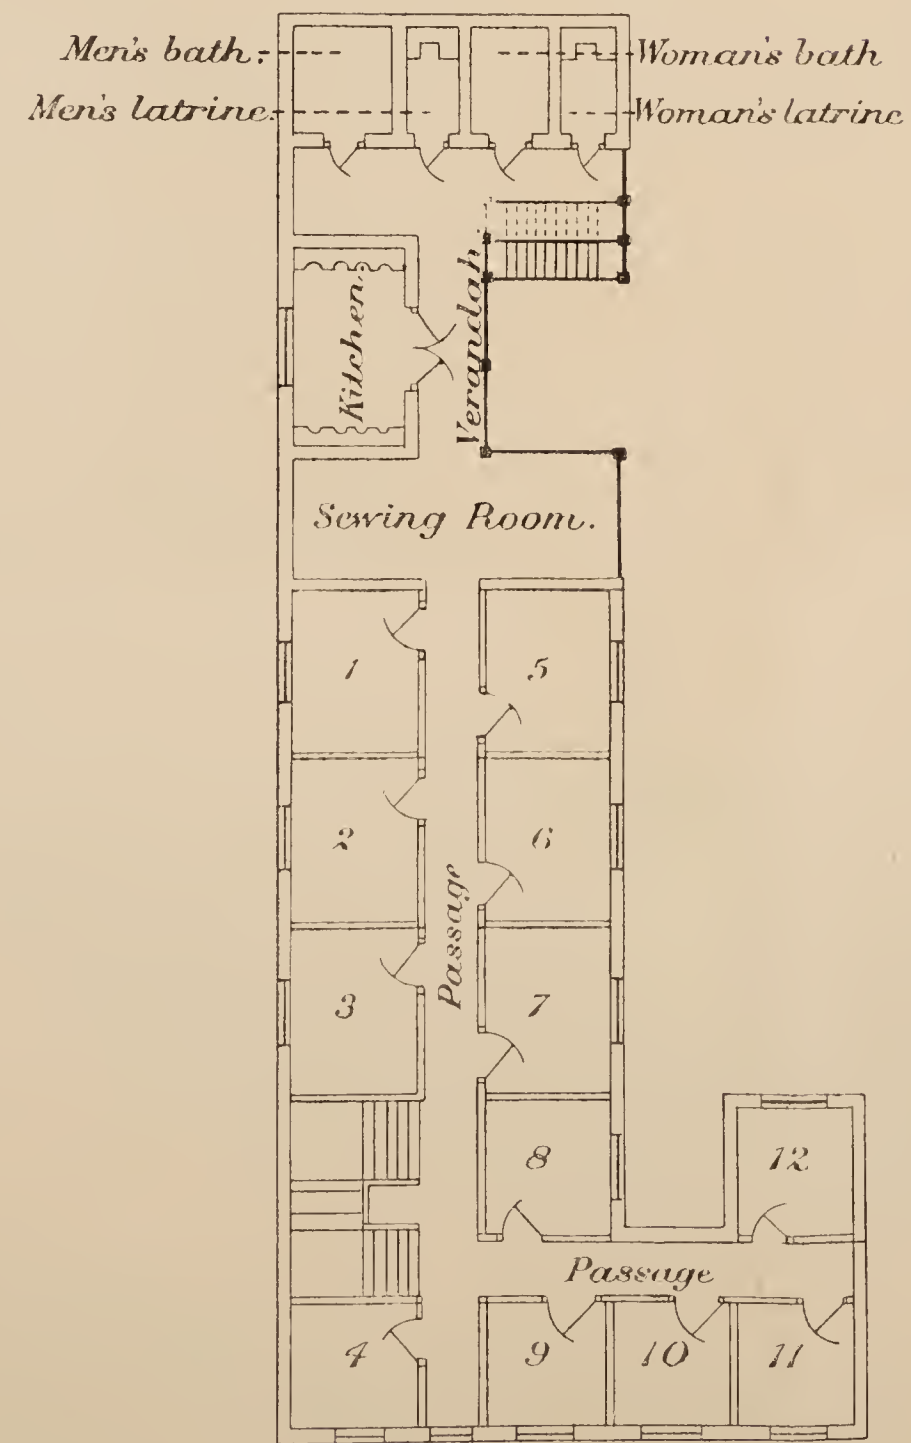 Men's bath.
Woman's bath
Men's latrine.
Woman's latrine
Kitchen.
Verandah
Sewing Room.
1
5
2
6
Passage
3
7
8
12
Passage
4
9
10
11